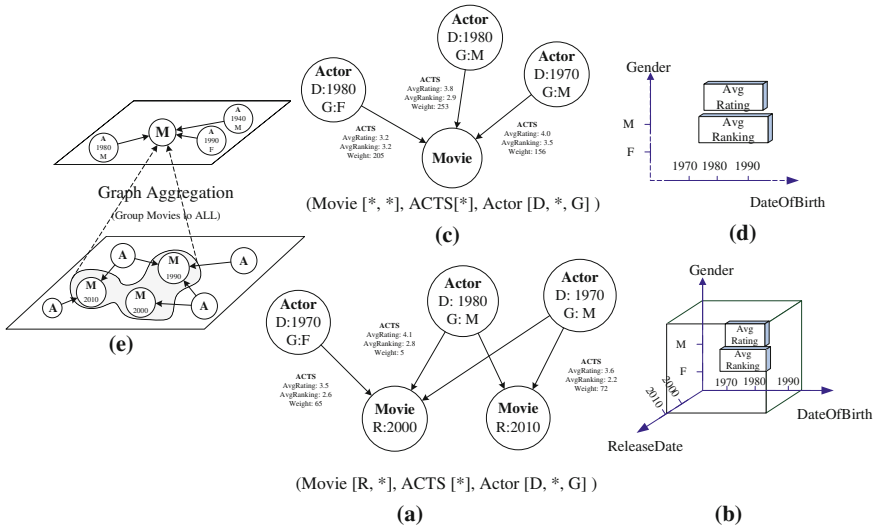 A
1980
M
M
A
1940
M
A
1990
F
Graph Aggregation
(Group Movies to ALL)
A
M
1990
A
M
2010
M
2000
A
A
(e)
Actor
D:1980
G:F
Actor
D:1980
G:M
Actor
D:1970
G:M
ACTS
AvgRating: 3.8
AvgRanking: 2.9
Weight: 253
ACTS
AvgRating: 3.2
AvgRanking: 3.2
Weight: 205
ACTS
AvgRating: 4.0
AvgRanking: 3.5
Weight: 156
Movie
(Movie [*, *], ACTS[*], Actor [D, *, G] )
(c)
Gender
Avg
Rating
Avg
Ranking
M
F
1970 1980 1990
DateOfBirth
(d)
Actor
D:1970
G:F
Actor
D: 1980
G: M
Actor
D: 1970
G: M
ACTS
AvgRating: 4.1
AvgRanking: 2.8
Weight: 5
ACTS
AvgRating: 3.5
AvgRanking: 2.6
Weight: 65
ACTS
AvgRating: 3.6
AvgRanking: 2.2
Weight: 72
Movie
R:2000
Movie
R:2010
(Movie [R, *], ACTS [*], Actor [D, *, G] )
(a)
Gender
Avg
Rating
Avg
Ranking
M
F
1970 1980 1990
2000
2010
DateOfBirth
ReleaseDate
(b)